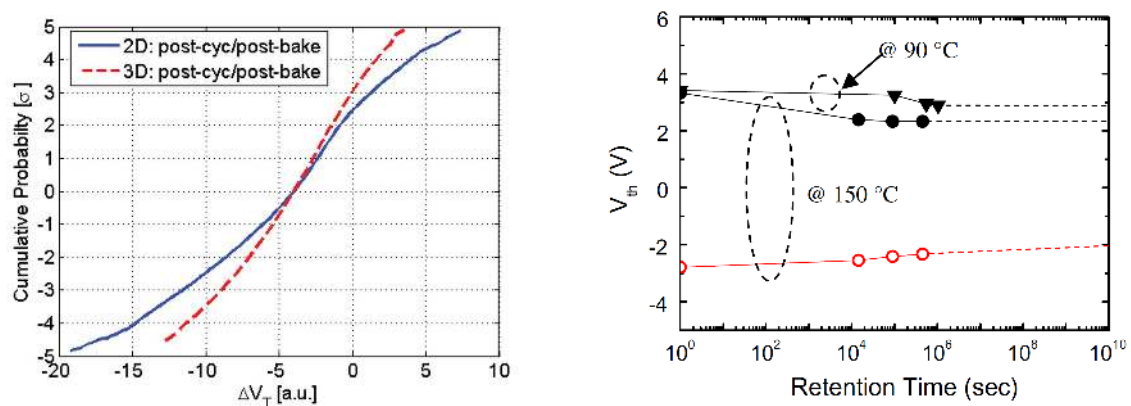 2D: post-cyc/post-bake
3D: post-cyc/post-bake
Cumulative Probabilty [σ]
5
4
3
2
1
0
-1
-2
-3
-4
-5
-20 -15 -10 -5 0 5 10
ΔV_T [a.u.]
@ 90 °C
@ 150 °C
V_th (V)
6
4
2
0
-2
-4
10^0 10^2 10^4 10^6 10^8 10^10
Retention Time (sec)